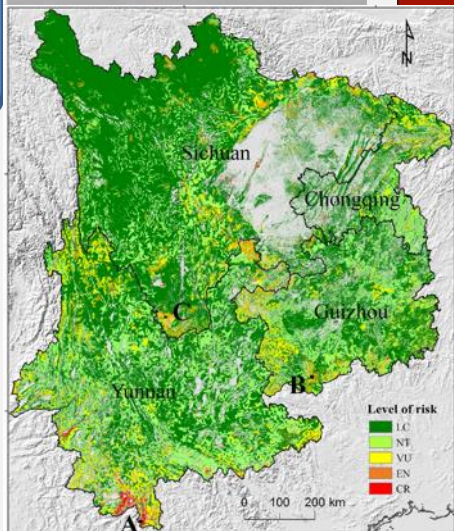 N
Sichuan
Chongqing
C
Guizhou
Yunnan
B
Level of risk
LC
NT
VU
EN
CR
0 100 200 km
A